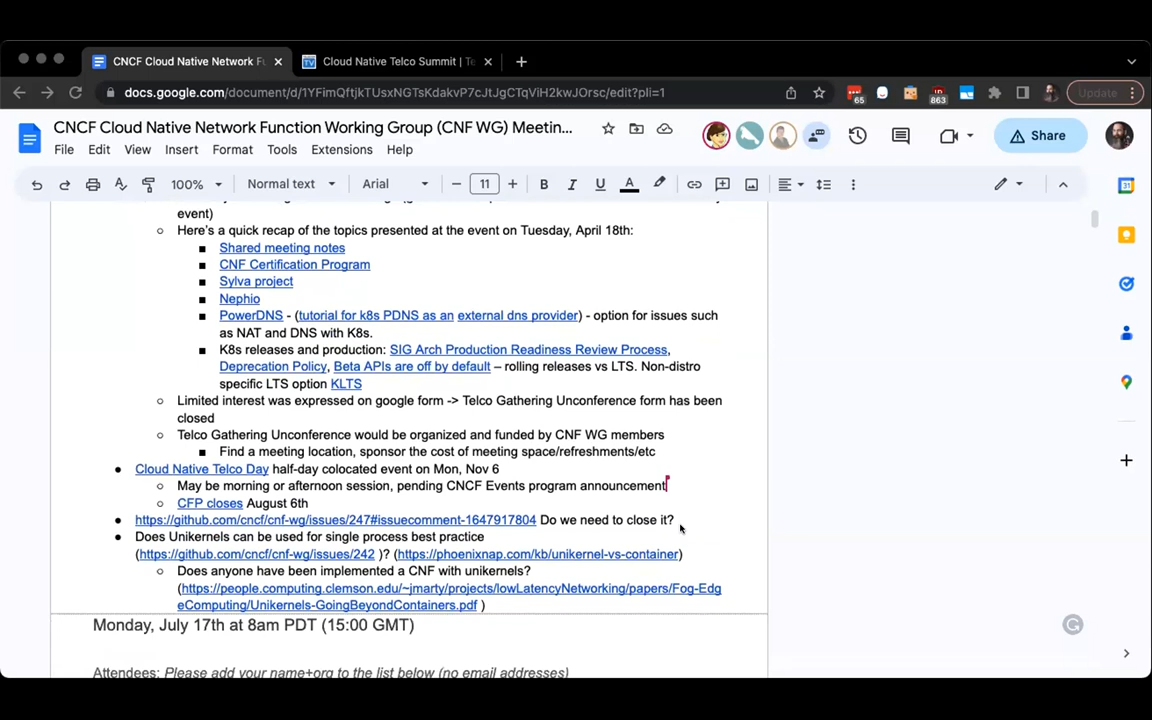 CNCF Cloud Native Network Fu
Cloud Native Telco Summit | Te
docs.google.com/document/d/1YFimQftjkTUsxNGTsKdakvP7cJtJgCTqViH2kwJOrsc/edit?pli=1
65
863
Update
CNCF Cloud Native Network Function Working Group (CNF WG) Meetin...
Share
File Edit View Insert Format Tools Extensions Help
100% Normal text Arial 11 B I U A
event)
Here's a quick recap of the topics presented at the event on Tuesday, April 18th:
Shared meeting notes
CNF Certification Program
Sylva project
Nephio
PowerDNS - (tutorial for k8s PDNS as an external dns provider) - option for issues such
as NAT and DNS with K8s.
K8s releases and production: SIG Arch Production Readiness Review Process,
Deprecation Policy, Beta APIs are off by default – rolling releases vs LTS. Non-distro
specific LTS option KLTS
Limited interest was expressed on google form -> Telco Gathering Unconference form has been
closed
Telco Gathering Unconference would be organized and funded by CNF WG members
Find a meeting location, sponsor the cost of meeting space/refreshments/etc
Cloud Native Telco Day half-day colocated event on Mon, Nov 6
May be morning or afternoon session, pending CNCF Events program announcement
CFP closes August 6th
https://github.com/cncf/cnf-wg/issues/247#issuecomment-1647917804 Do we need to close it?
Does Unikernels can be used for single process best practice
(https://github.com/cncf/cnf-wg/issues/242 )? (https://phoenixnap.com/kb/unikernel-vs-container)
Does anyone have been implemented a CNF with unikernels?
(https://people.computing.clemson.edu/~jmarty/projects/lowLatencyNetworking/papers/Fog-Edg
eComputing/Unikernels-GoingBeyondContainers.pdf )
Monday, July 17th at 8am PDT (15:00 GMT)
Attendees: Please add your name+org to the list below (no email addresses)